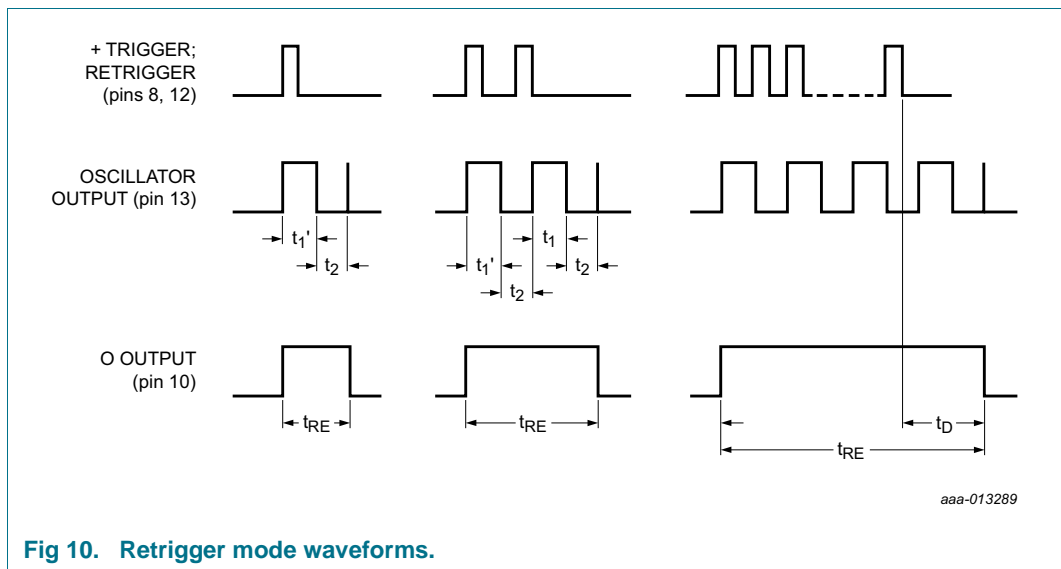 + TRIGGER;
RETRIGGER
(pins 8, 12)
OSCILLATOR
OUTPUT (pin 13)
t1'
t2
t1'
t2
t1
t2
O OUTPUT
(pin 10)
tRE
tRE
tD
tRE
aaa-013289
Fig 10. Retrigger mode waveforms.